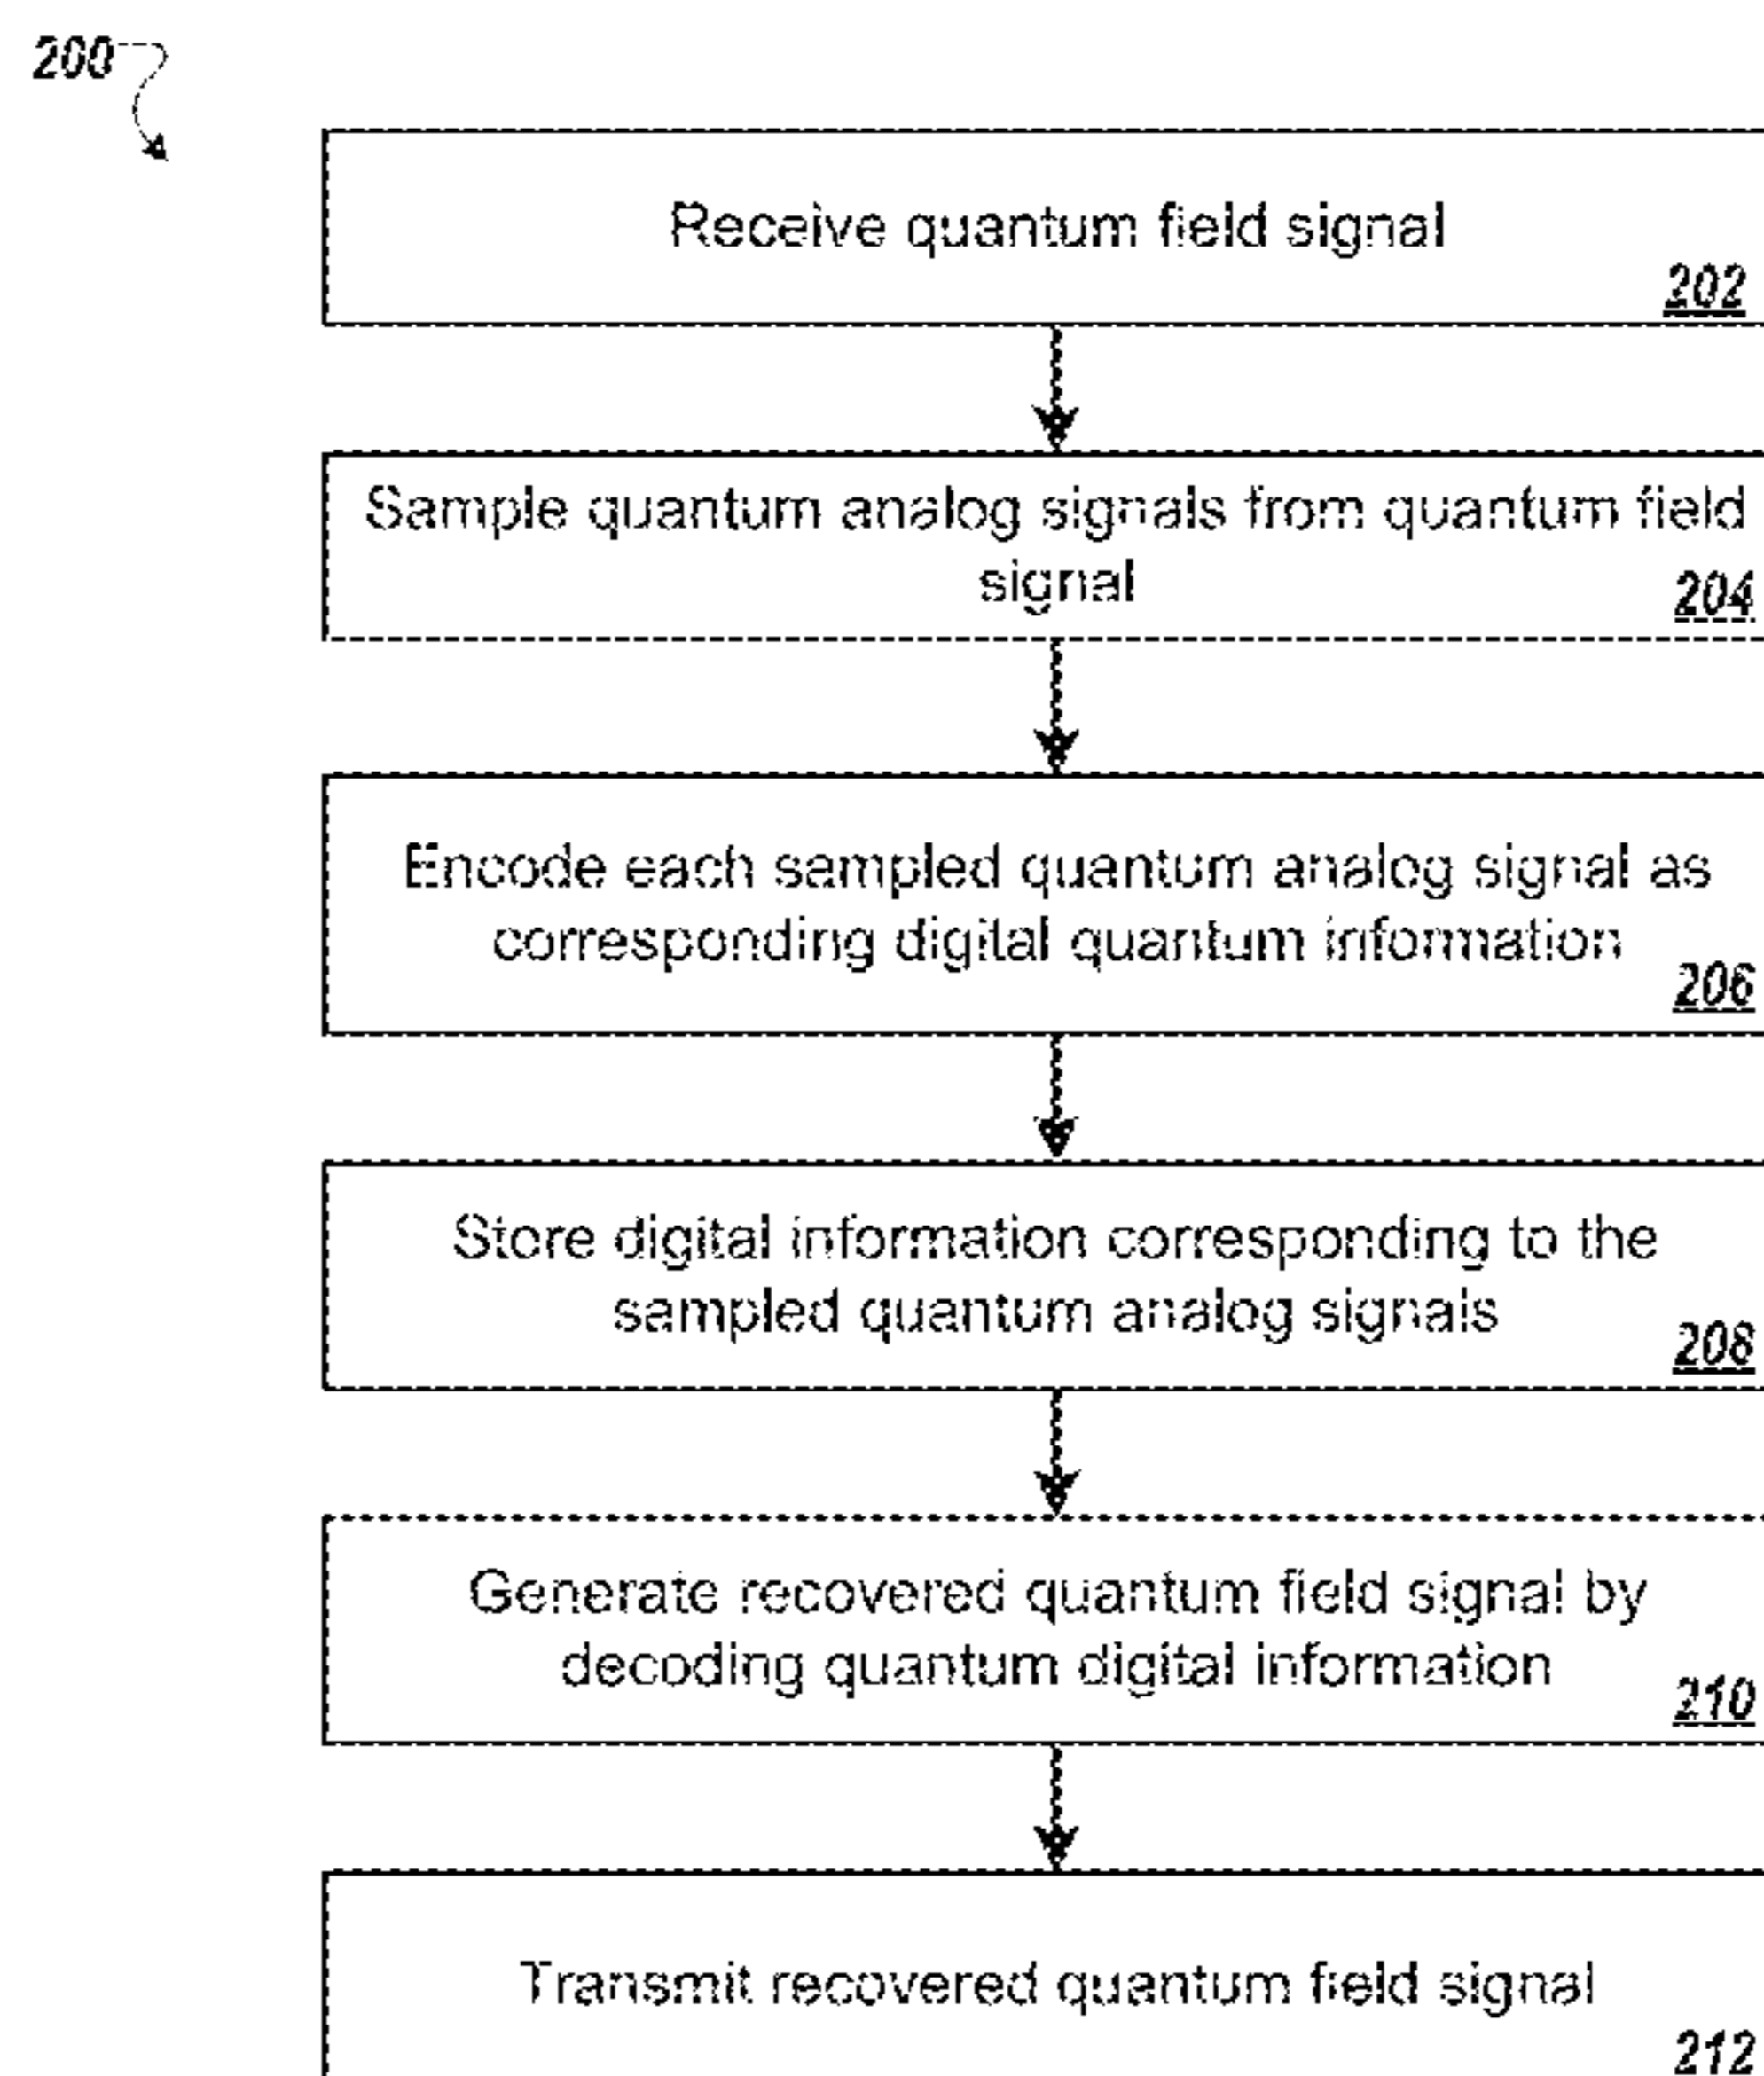 200
Receive quantum field signal
202
Sample quantum analog signals from quantum field
signal
204
Encode each sampled quantum analog signal as
corresponding digital quantum information
206
Store digital information corresponding to the
sampled quantum analog signals
208
Generate recovered quantum field signal by
decoding quantum digital information
210
Transmit recovered quantum field signal
212